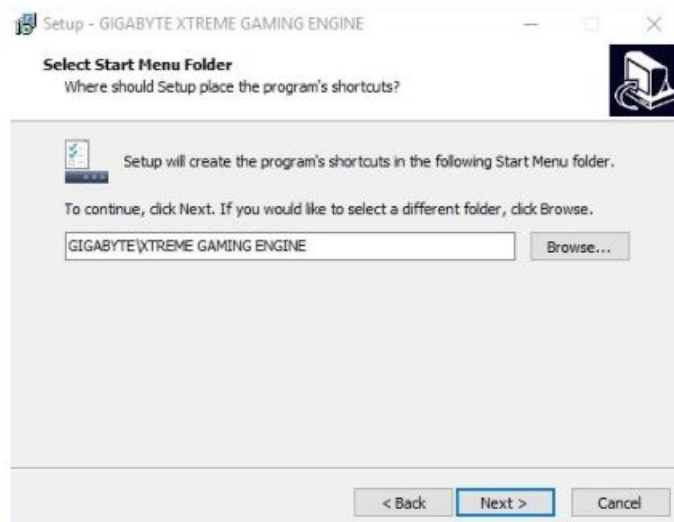 Setup - GIGABYTE XTREME GAMING ENGINE
Select Start Menu Folder
Where should Setup place the program's shortcuts?
Setup will create the program's shortcuts in the following Start Menu folder.
To continue, click Next. If you would like to select a different folder, click Browse.
GIGABYTE\XTREME GAMING ENGINE
Browse...
< Back
Next >
Cancel